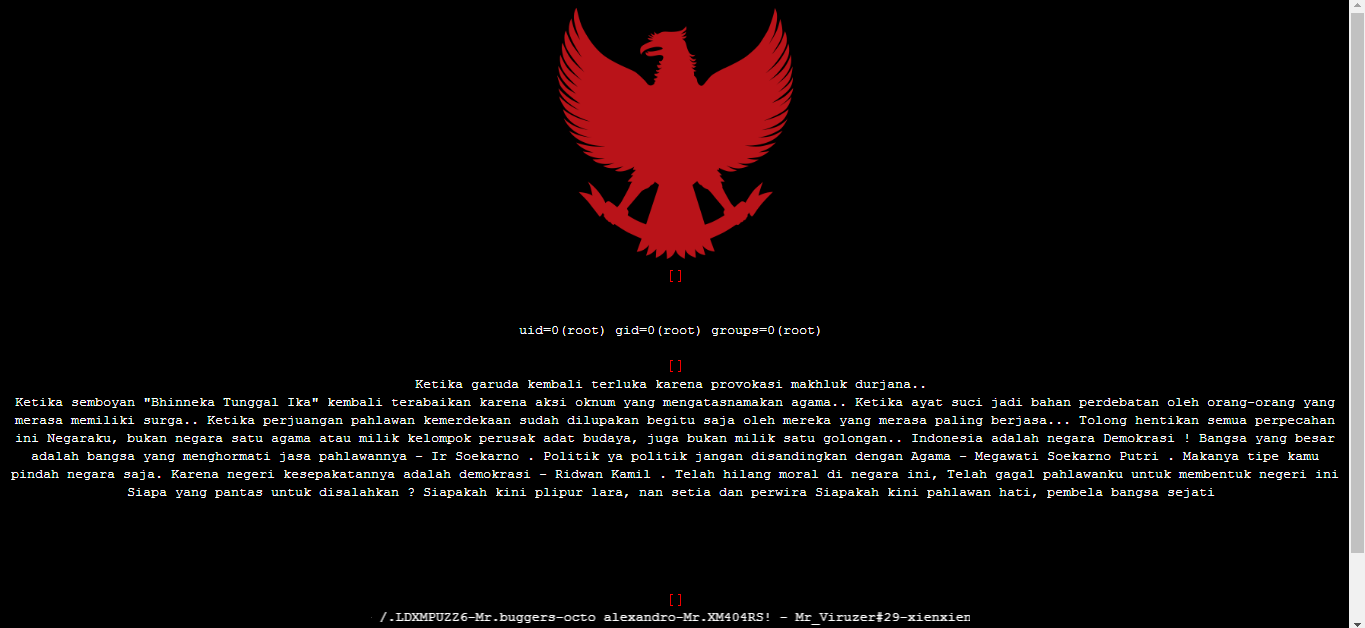 []
uid=0(root) gid=0(root) groups=0(root)
[]
Ketika garuda kembali terluka karena provokasi makhluk durjana..
Ketika semboyan "Bhinneka Tunggal Ika" kembali terabaikan karena aksi oknum yang mengatasnamakan agama.. Ketika ayat suci jadi bahan perdebatan oleh orang-orang yang
merasa memiliki surga.. Ketika perjuangan pahlawan kemerdekaan sudah dilupakan begitu saja oleh mereka yang merasa paling berjasa... Tolong hentikan semua perpecahan
ini Negaraku, bukan negara satu agama atau milik kelompok perusak adat budaya, juga bukan milik satu golongan.. Indonesia adalah negara Demokrasi ! Bangsa yang besar
adalah bangsa yang menghormati jasa pahlawannya - Ir Soekarno . Politik ya politik jangan disandingkan dengan Agama - Megawati Soekarno Putri . Makanya tipe kamu
pindah negara saja. Karena negeri kesepakatannya adalah demokrasi - Ridwan Kamil . Telah hilang moral di negara ini, Telah gagal pahlawanku untuk membentuk negeri ini
Siapa yang pantas untuk disalahkan ? Siapakah kini plipur lara, nan setia dan perwira Siapakah kini pahlawan hati, pembela bangsa sejati
[]
/.LDXMPUZZ6-Mr.buggers-octo alexandro-Mr.XM404RS! - Mr_Viruzer#29-xienxien